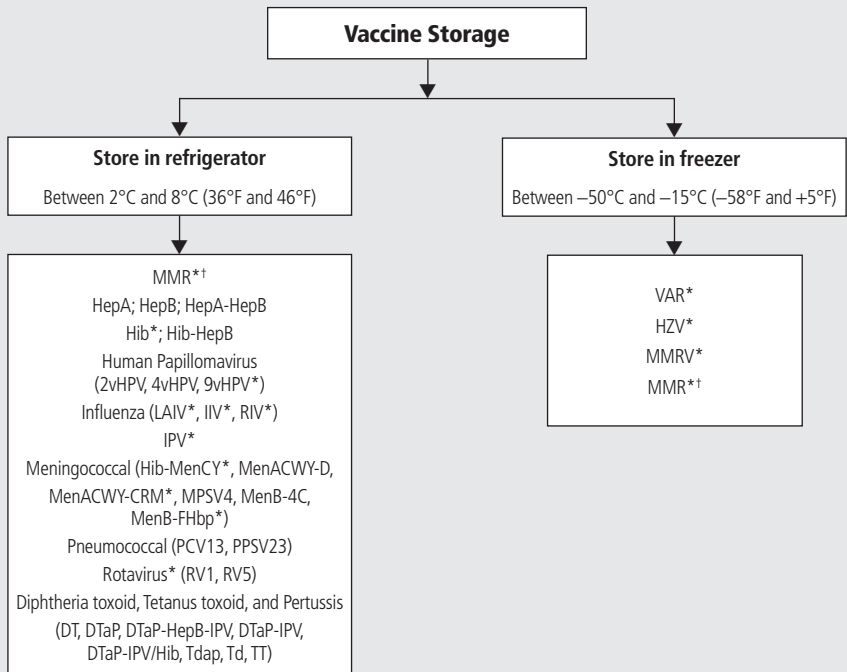 Vaccine Storage
Store in refrigerator
Between 2°C and 8°C (36°F and 46°F)
MMR*†
HepA; HepB; HepA-HepB
Hib*; Hib-HepB
Human Papillomavirus
(2vHPV, 4vHPV, 9vHPV*)
Influenza (LAIV*, IIV*, RIV*)
IPV*
Meningococcal (Hib-MenCY*, MenACWY-D,
MenACWY-CRM*, MPSV4, MenB-4C,
MenB-FHbp*)
Pneumococcal (PCV13, PPSV23)
Rotavirus* (RV1, RV5)
Diphtheria toxoid, Tetanus toxoid, and Pertussis
(DT, DTaP, DTaP-HepB-IPV, DTaP-IPV,
DTaP-IPV/Hib, Tdap, Td, TT)
Store in freezer
Between –50°C and –15°C (–58°F and +5°F)
VAR*
HZV*
MMRV*
MMR*†